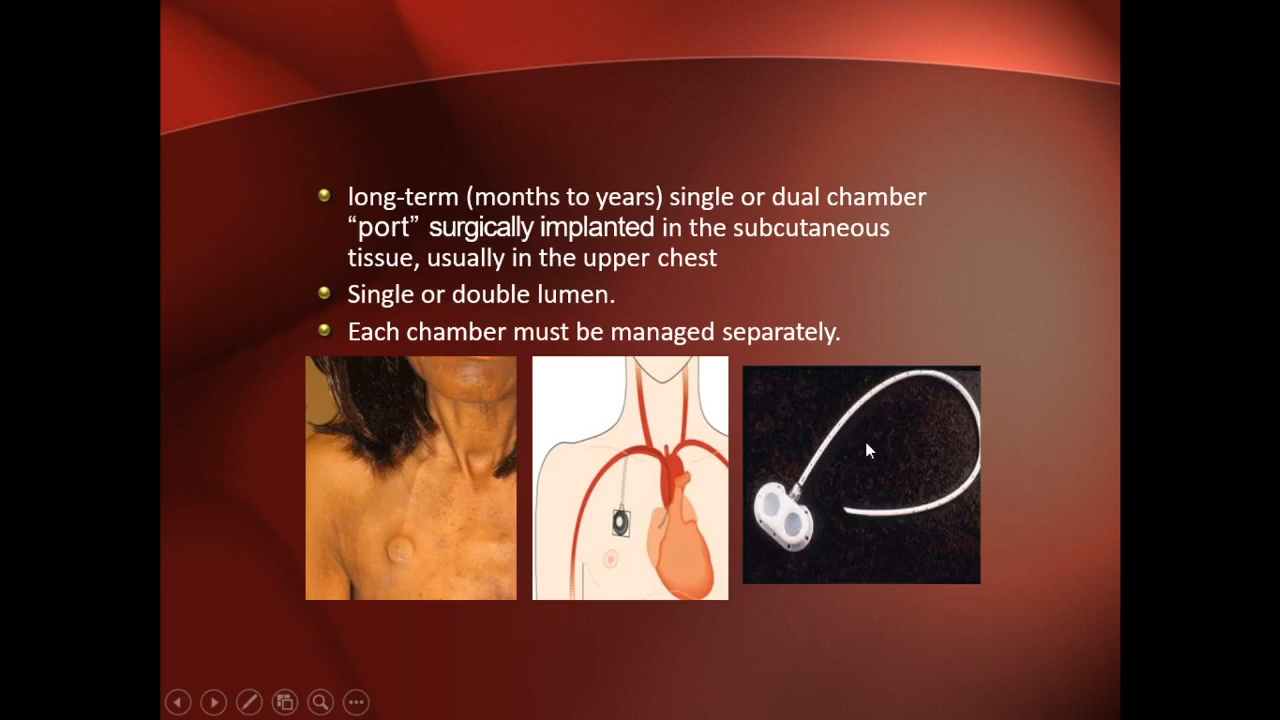 long-term (months to years) single or dual chamber
“port” surgically implanted in the subcutaneous
tissue, usually in the upper chest
Single or double lumen.
Each chamber must be managed separately.